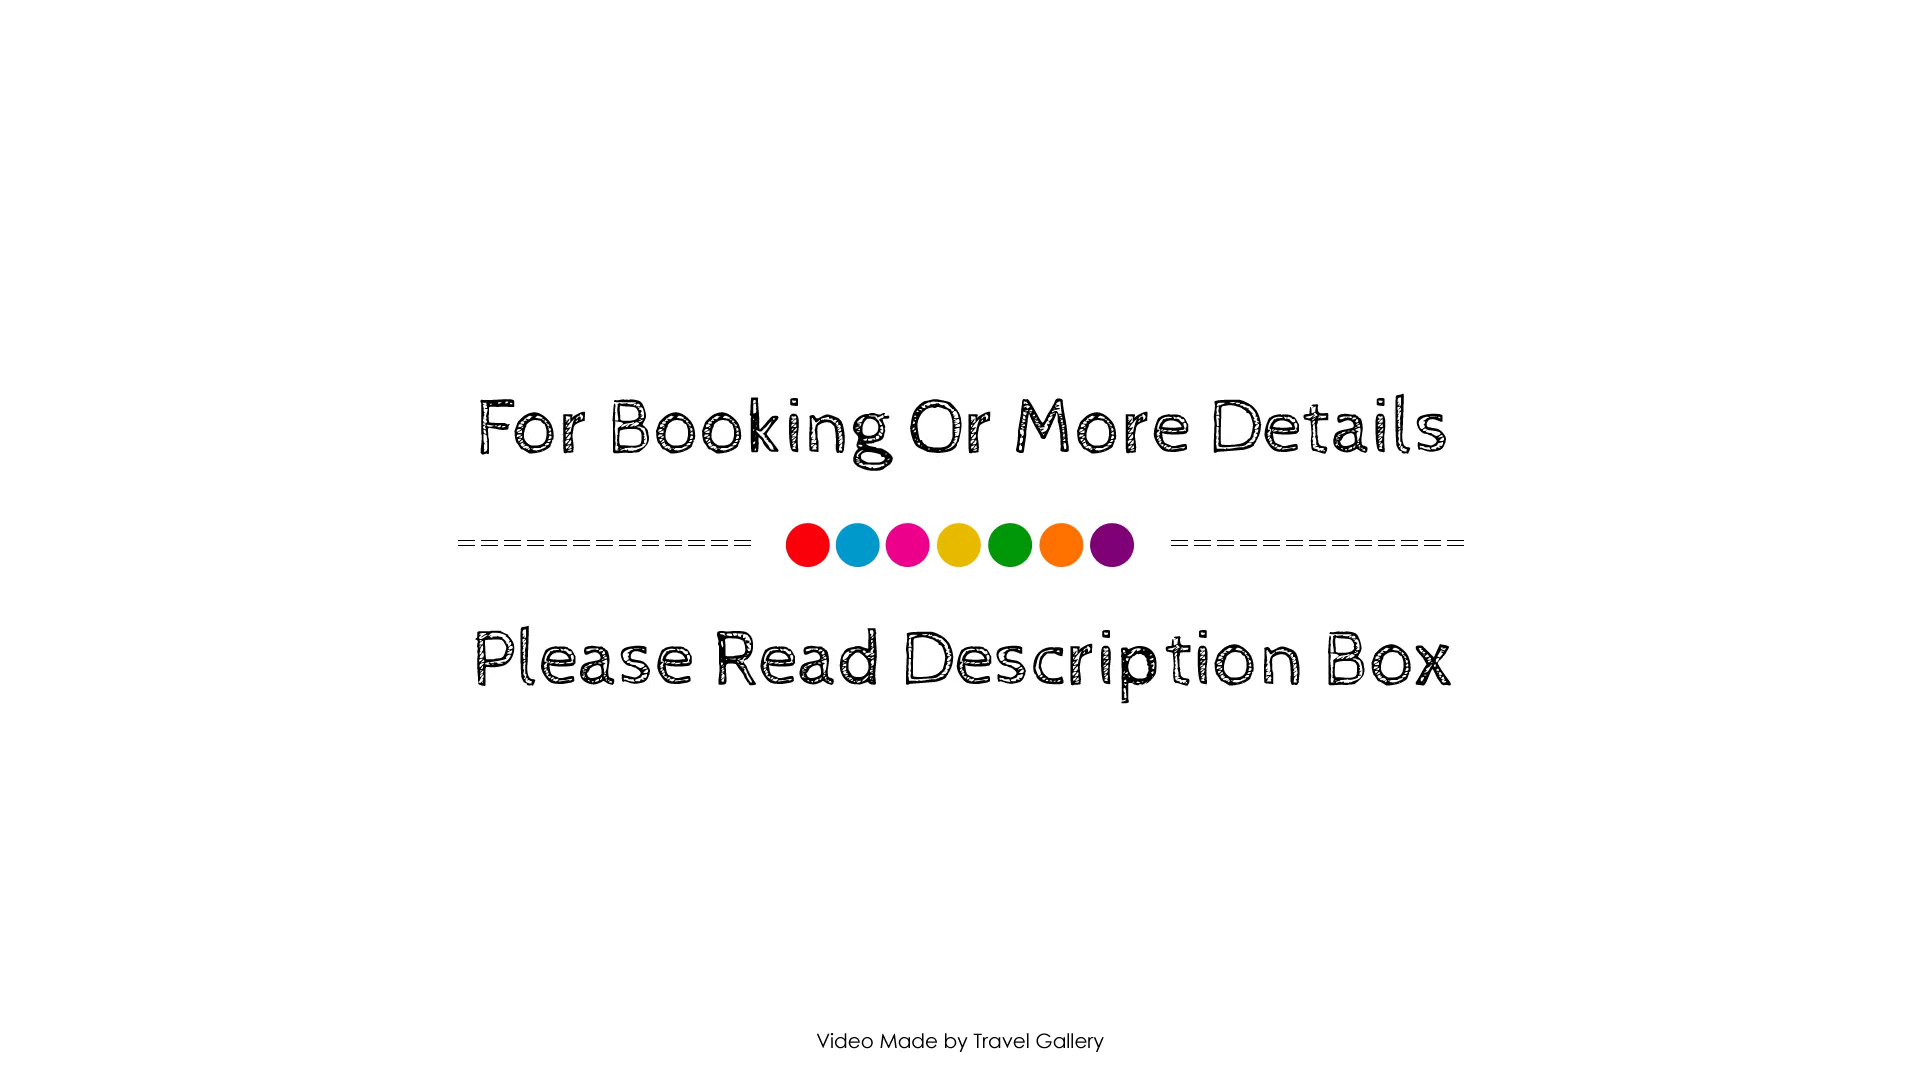 For Booking Or More Details
============= =============
Please Read Description Box
Video Made by Travel Gallery